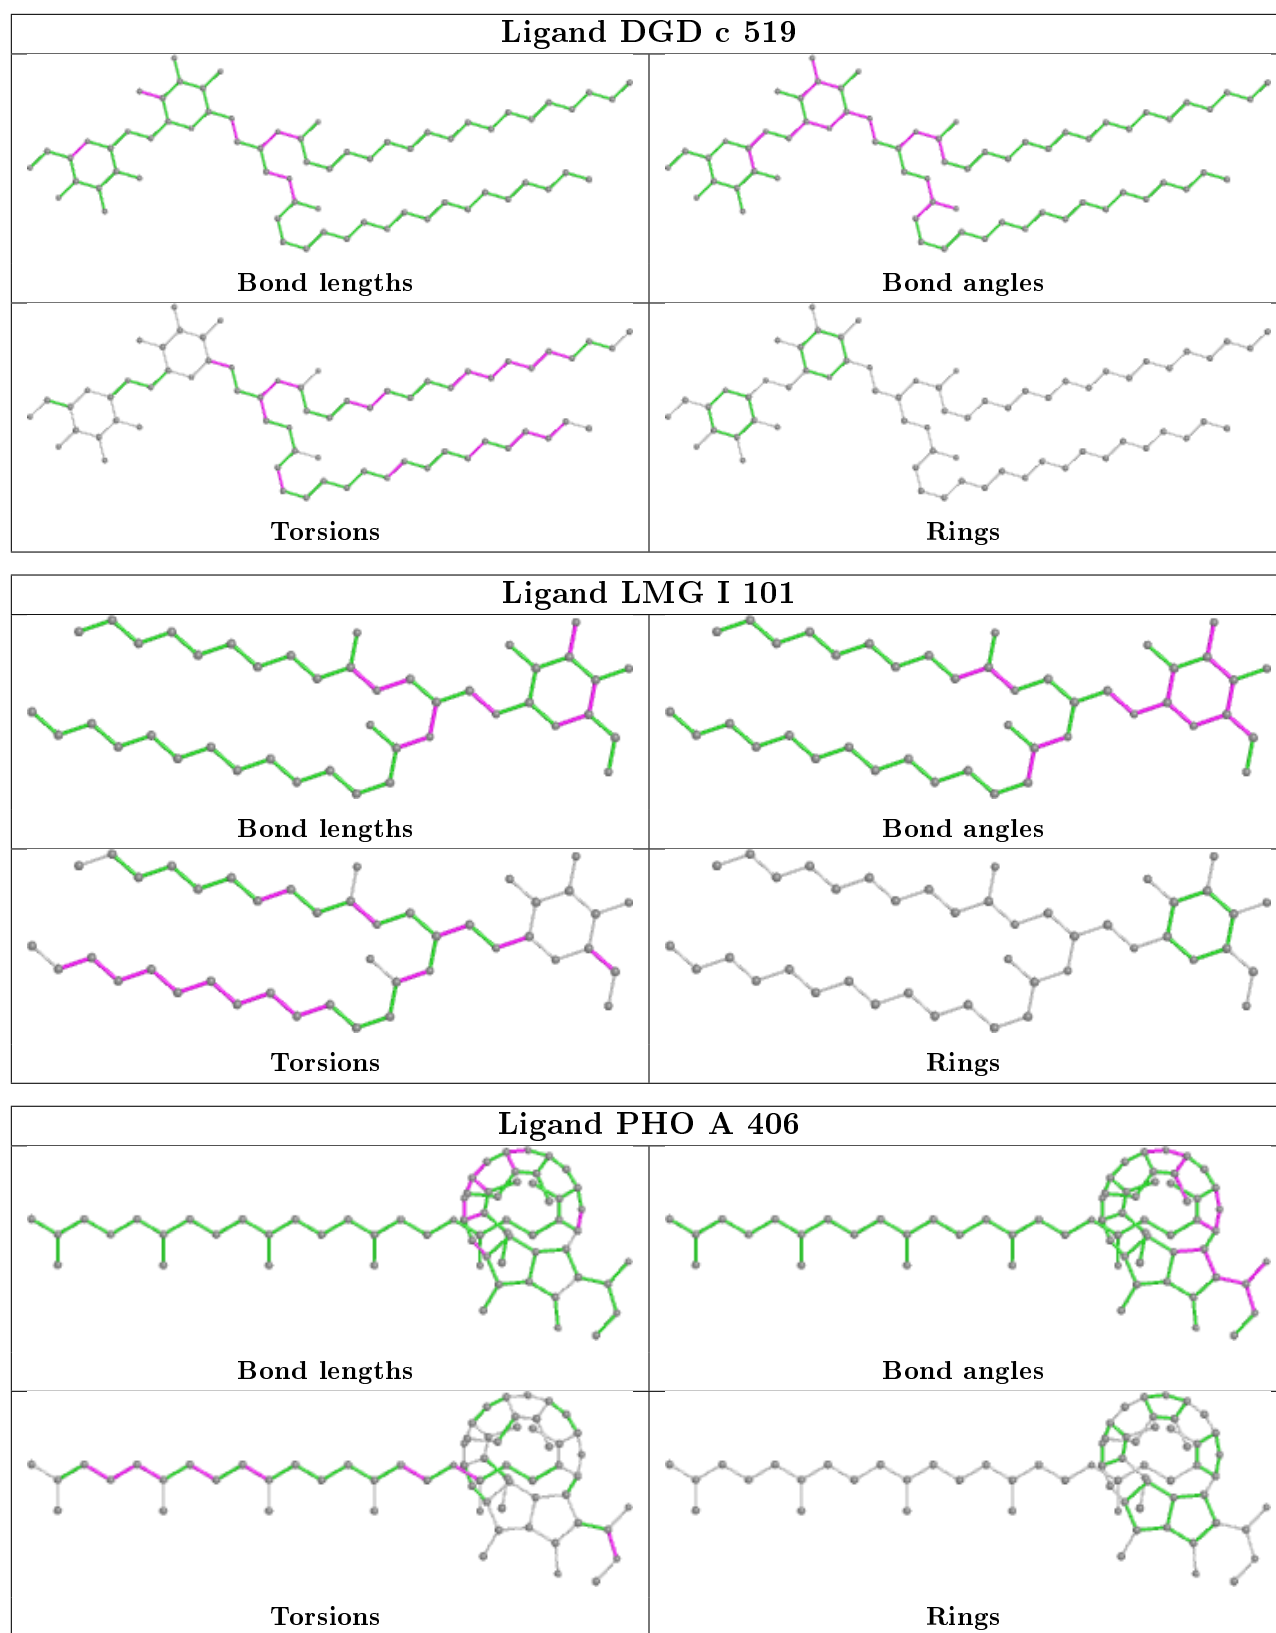 Ligand DGD c 519
Bond lengths
Bond angles
Torsions
Rings
Ligand LMG I 101
Bond lengths
Bond angles
Torsions
Rings
Ligand PHO A 406
Bond lengths
Bond angles
Torsions
Rings